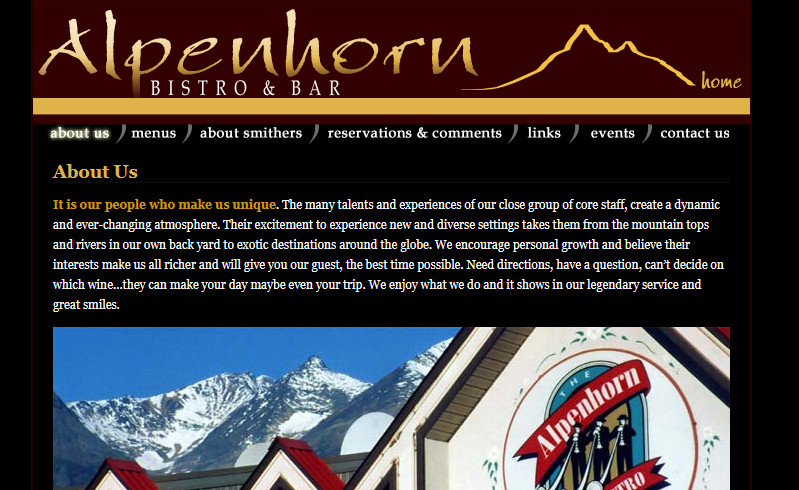 Alpenhorn
BISTRO & BAR
home
about us
menus
about smithers
reservations & comments
links
events
contact us
About Us
It is our people who make us unique. The many talents and experiences of our close group of core staff, create a dynamic
and ever-changing atmosphere. Their excitement to experience new and diverse settings takes them from the mountain tops
and rivers in our own back yard to exotic destinations around the globe. We encourage personal growth and believe their
interests make us all richer and will give you our guest, the best time possible. Need directions, have a question, can't decide on
which wine...they can make your day maybe even your trip. We enjoy what we do and it shows in our legendary service and
great smiles.
THE
Alpenhorn